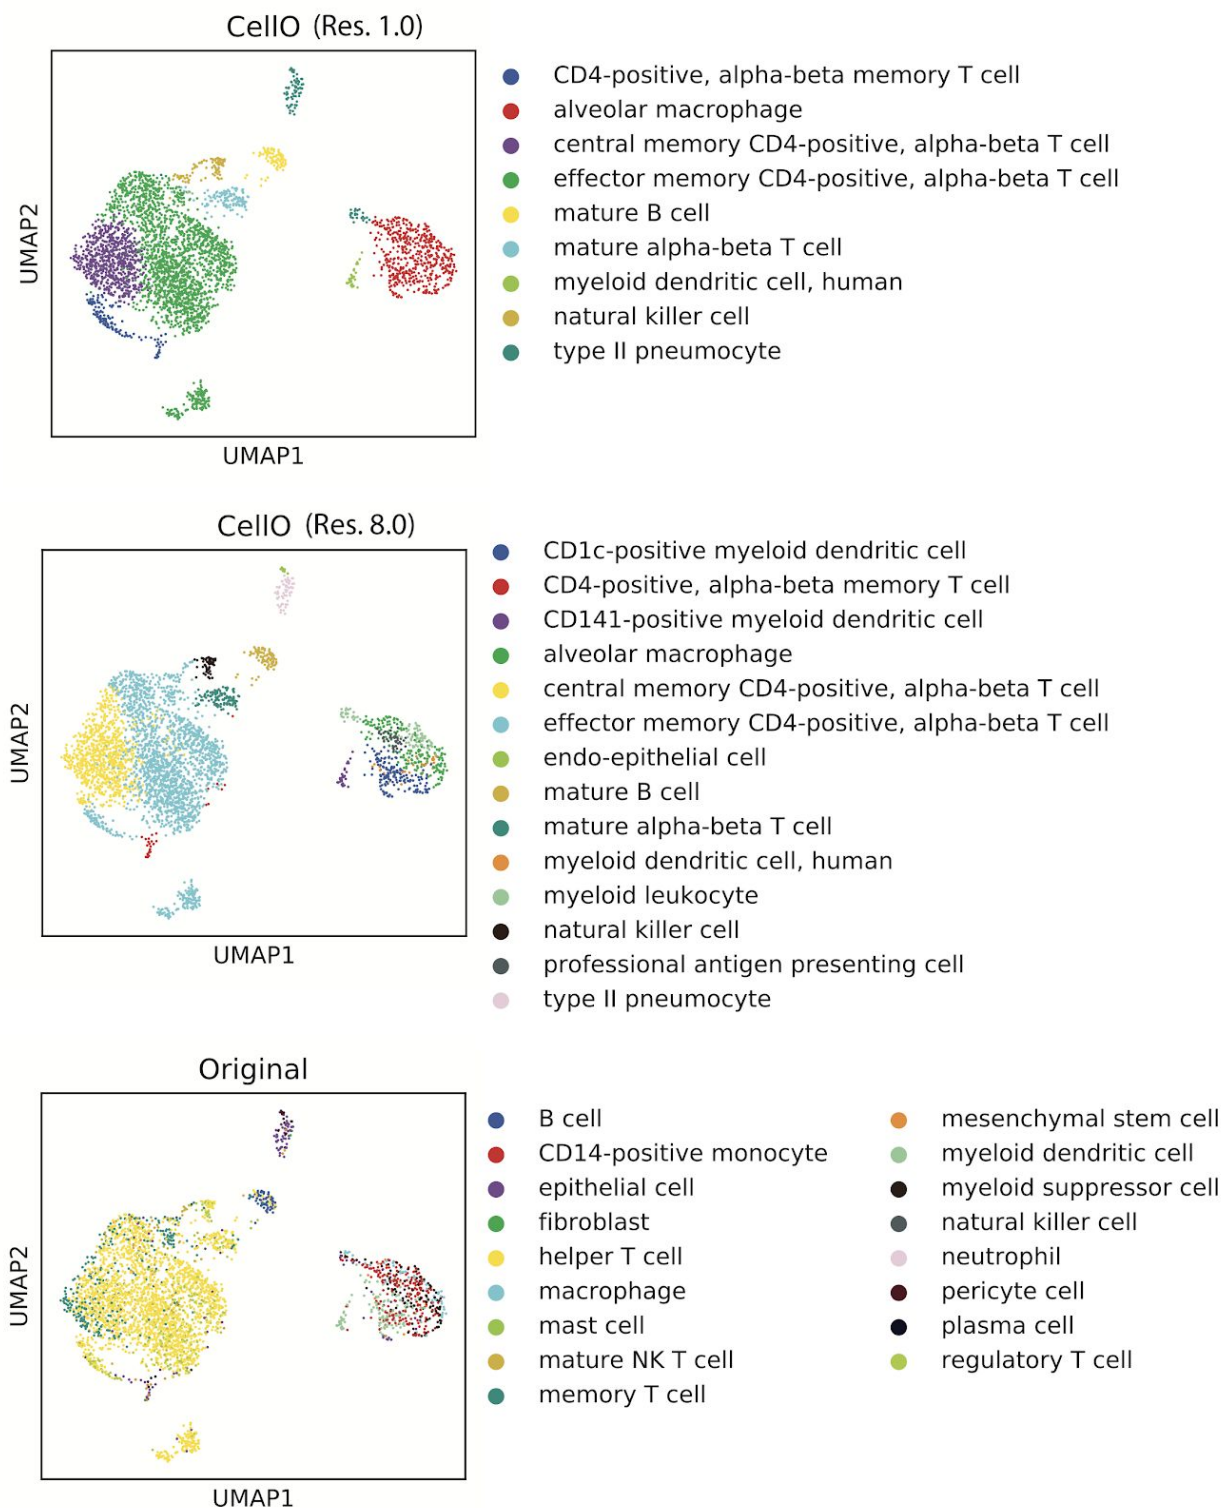 CellO (Res. 1.0)
UMAP2
UMAP1
CD4-positive, alpha-beta memory T cell
alveolar macrophage
central memory CD4-positive, alpha-beta T cell
effector memory CD4-positive, alpha-beta T cell
mature B cell
mature alpha-beta T cell
myeloid dendritic cell, human
natural killer cell
type II pneumocyte
CellO (Res. 8.0)
UMAP2
UMAP1
CD1c-positive myeloid dendritic cell
CD4-positive, alpha-beta memory T cell
CD141-positive myeloid dendritic cell
alveolar macrophage
central memory CD4-positive, alpha-beta T cell
effector memory CD4-positive, alpha-beta T cell
endo-epithelial cell
mature B cell
mature alpha-beta T cell
myeloid dendritic cell, human
myeloid leukocyte
natural killer cell
professional antigen presenting cell
type II pneumocyte
Original
UMAP2
UMAP1
B cell
CD14-positive monocyte
epithelial cell
fibroblast
helper T cell
macrophage
mast cell
mature NK T cell
memory T cell
mesenchymal stem cell
myeloid dendritic cell
myeloid suppressor cell
natural killer cell
neutrophil
pericyte cell
plasma cell
regulatory T cell